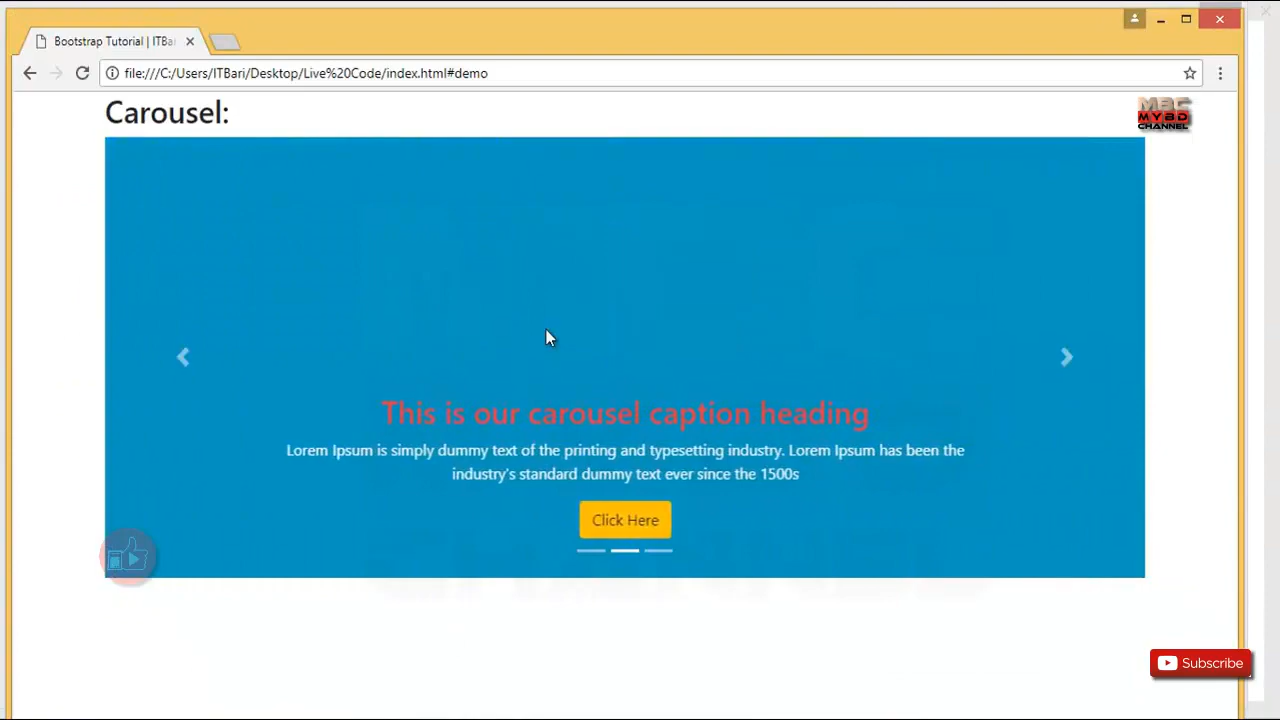 Bootstrap Tutorial | ITBa
file:///C:/Users/ITBari/Desktop/Live%20Code/index.html#demo
Carousel:
MBC
MYBD
CHANNEL
This is our carousel caption heading
Lorem Ipsum is simply dummy text of the printing and typesetting industry. Lorem Ipsum has been the
industry's standard dummy text ever since the 1500s
Click Here
Subscribe